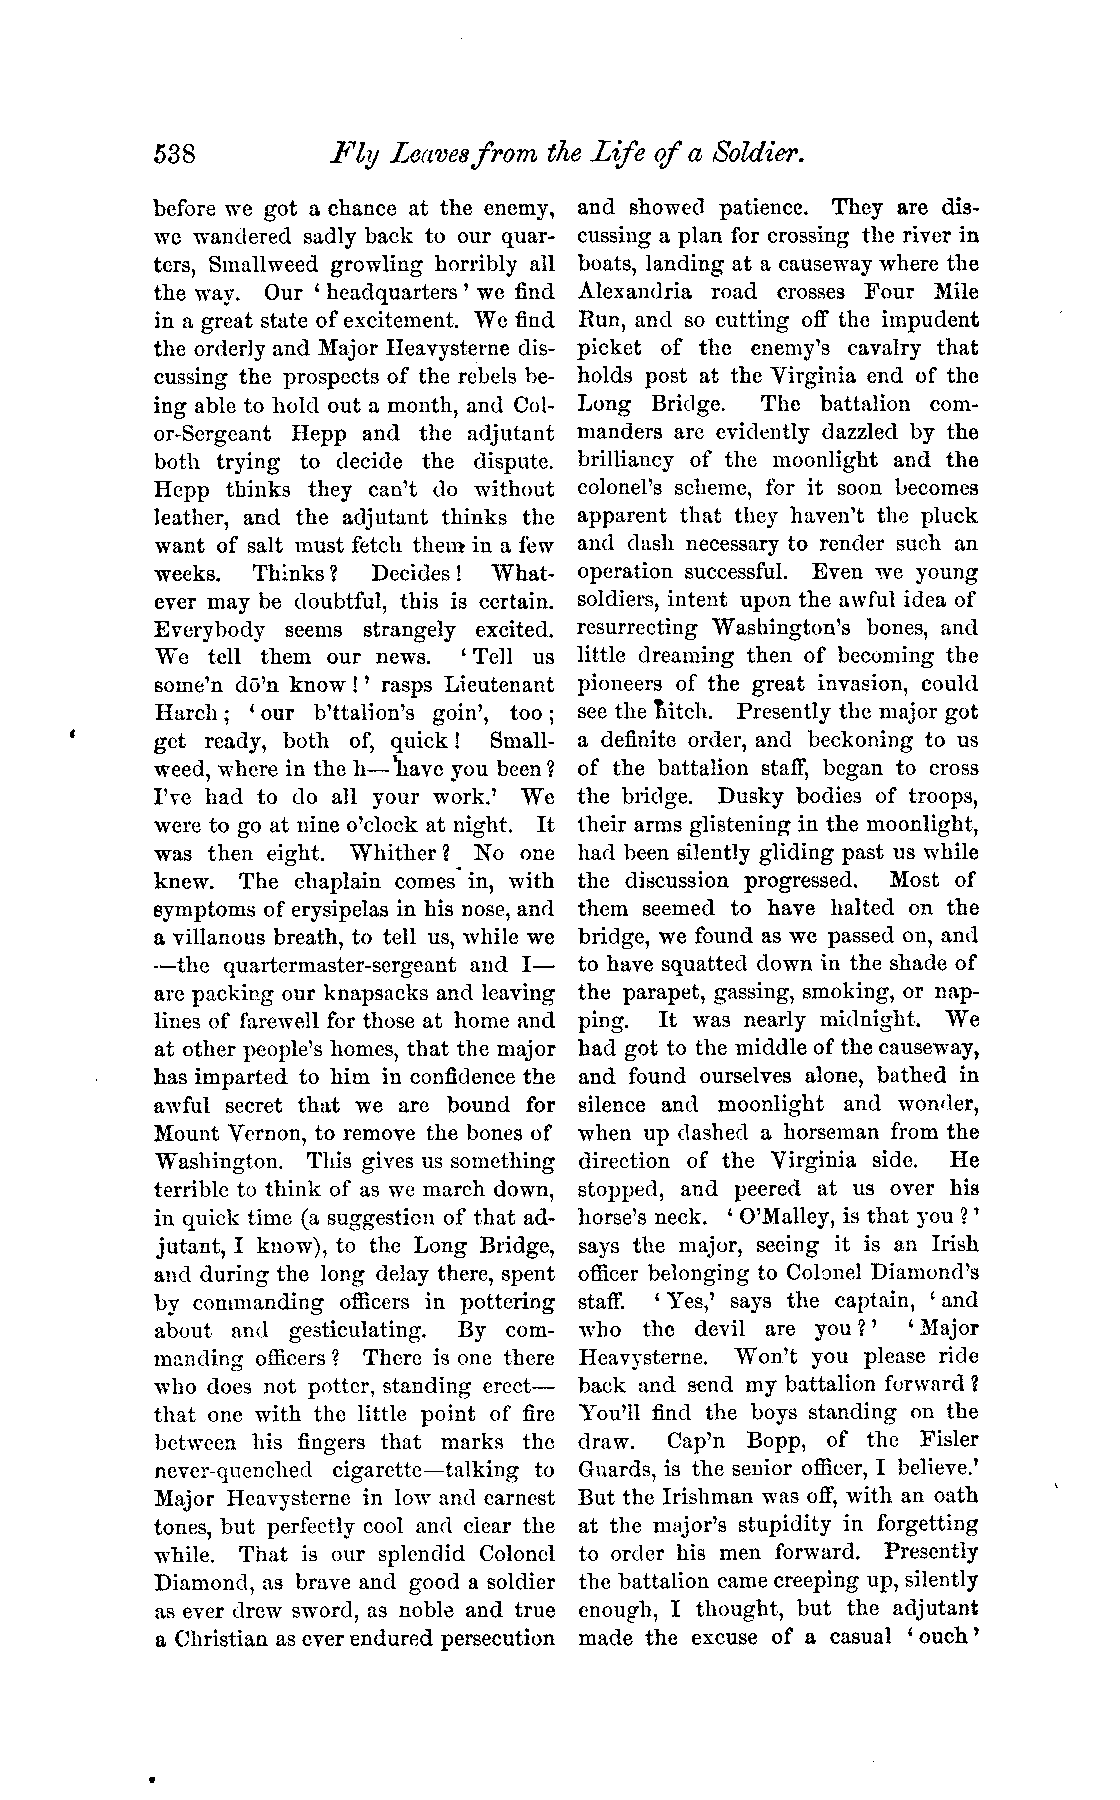 538 Fly Leaves from the Life of a Soldier.
before we got a chance at the enemy,
we wandered sadly back to our quar-
ters, Smallweed growling horribly all
the way. Our ‘headquarters’ we find
in a great state of excitement. We find
the orderly and Major Heavysterne dis-
cussing the prospects of the rebels be-
ing able to hold out a month, and Col-
or-Sergeant Hepp and the adjutant
both trying to decide the dispute.
Hepp thinks they can't do without
leather, and the adjutant thinks the
want of salt must fetch them in a few
weeks. Thinks? Decides! What-
ever may be doubtful, this is certain.
Everybody seems strangely excited.
We tell them our news. ‘Tell us
some'n dō'n know!’ rasps Lieutenant
Harch; ‘our b'ttalion's goin', too;
get ready, both of, quick! Small-
weed, where in the h—have you been?
I've had to do all your work.’ We
were to go at nine o'clock at night. It
was then eight. Whither? No one
knew. The chaplain comes in, with
symptoms of erysipelas in his nose, and
a villanous breath, to tell us, while we
—the quartermaster-sergeant and I—
are packing our knapsacks and leaving
lines of farewell for those at home and
at other people's homes, that the major
has imparted to him in confidence the
awful secret that we are bound for
Mount Vernon, to remove the bones of
Washington. This gives us something
terrible to think of as we march down,
in quick time (a suggestion of that ad-
jutant, I know), to the Long Bridge,
and during the long delay there, spent
by commanding officers in pottering
about and gesticulating. By com-
manding officers? There is one there
who does not potter, standing erect—
that one with the little point of fire
between his fingers that marks the
never-quenched cigarette—talking to
Major Heavysterne in low and earnest
tones, but perfectly cool and clear the
while. That is our splendid Colonel
Diamond, as brave and good a soldier
as ever drew sword, as noble and true
a Christian as ever endured persecution
and showed patience. They are dis-
cussing a plan for crossing the river in
boats, landing at a causeway where the
Alexandria road crosses Four Mile
Run, and so cutting off the impudent
picket of the enemy's cavalry that
holds post at the Virginia end of the
Long Bridge. The battalion com-
manders are evidently dazzled by the
brilliancy of the moonlight and the
colonel's scheme, for it soon becomes
apparent that they haven't the pluck
and dash necessary to render such an
operation successful. Even we young
soldiers, intent upon the awful idea of
resurrecting Washington's bones, and
little dreaming then of becoming the
pioneers of the great invasion, could
see the hitch. Presently the major got
a definite order, and beckoning to us
of the battalion staff, began to cross
the bridge. Dusky bodies of troops,
their arms glistening in the moonlight,
had been silently gliding past us while
the discussion progressed. Most of
them seemed to have halted on the
bridge, we found as we passed on, and
to have squatted down in the shade of
the parapet, gassing, smoking, or nap-
ping. It was nearly midnight. We
had got to the middle of the causeway,
and found ourselves alone, bathed in
silence and moonlight and wonder,
when up dashed a horseman from the
direction of the Virginia side. He
stopped, and peered at us over his
horse's neck. ‘O'Malley, is that you?’
says the major, seeing it is an Irish
officer belonging to Colonel Diamond's
staff. ‘Yes,’ says the captain, ‘and
who the devil are you?’ ‘Major
Heavysterne. Won't you please ride
back and send my battalion forward?
You'll find the boys standing on the
draw. Cap'n Bopp, of the Fisler
Guards, is the senior officer, I believe.’
But the Irishman was off, with an oath
at the major's stupidity in forgetting
to order his men forward. Presently
the battalion came creeping up, silently
enough, I thought, but the adjutant
made the excuse of a casual ‘ouch’